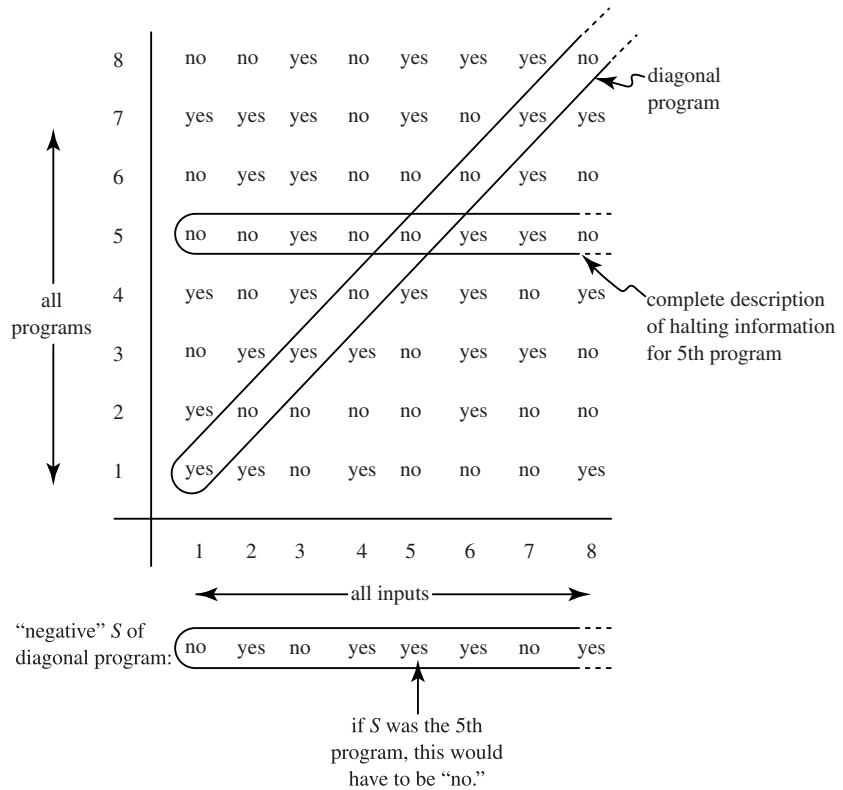 8 no no yes no yes yes yes no
diagonal
program
7 yes yes yes no yes no yes yes
6 no yes yes no no no yes no
5 no no yes no no yes yes no
all
programs
4 yes no yes no yes yes no yes
complete description
of halting information
for 5th program
3 no yes yes yes no yes yes no
2 yes no no no no yes no no
1 yes yes no yes no no no yes
1 2 3 4 5 6 7 8
all inputs
“negative” S of
diagonal program:
no yes no yes yes yes no yes
if S was the 5th
program, this would
have to be “no.”